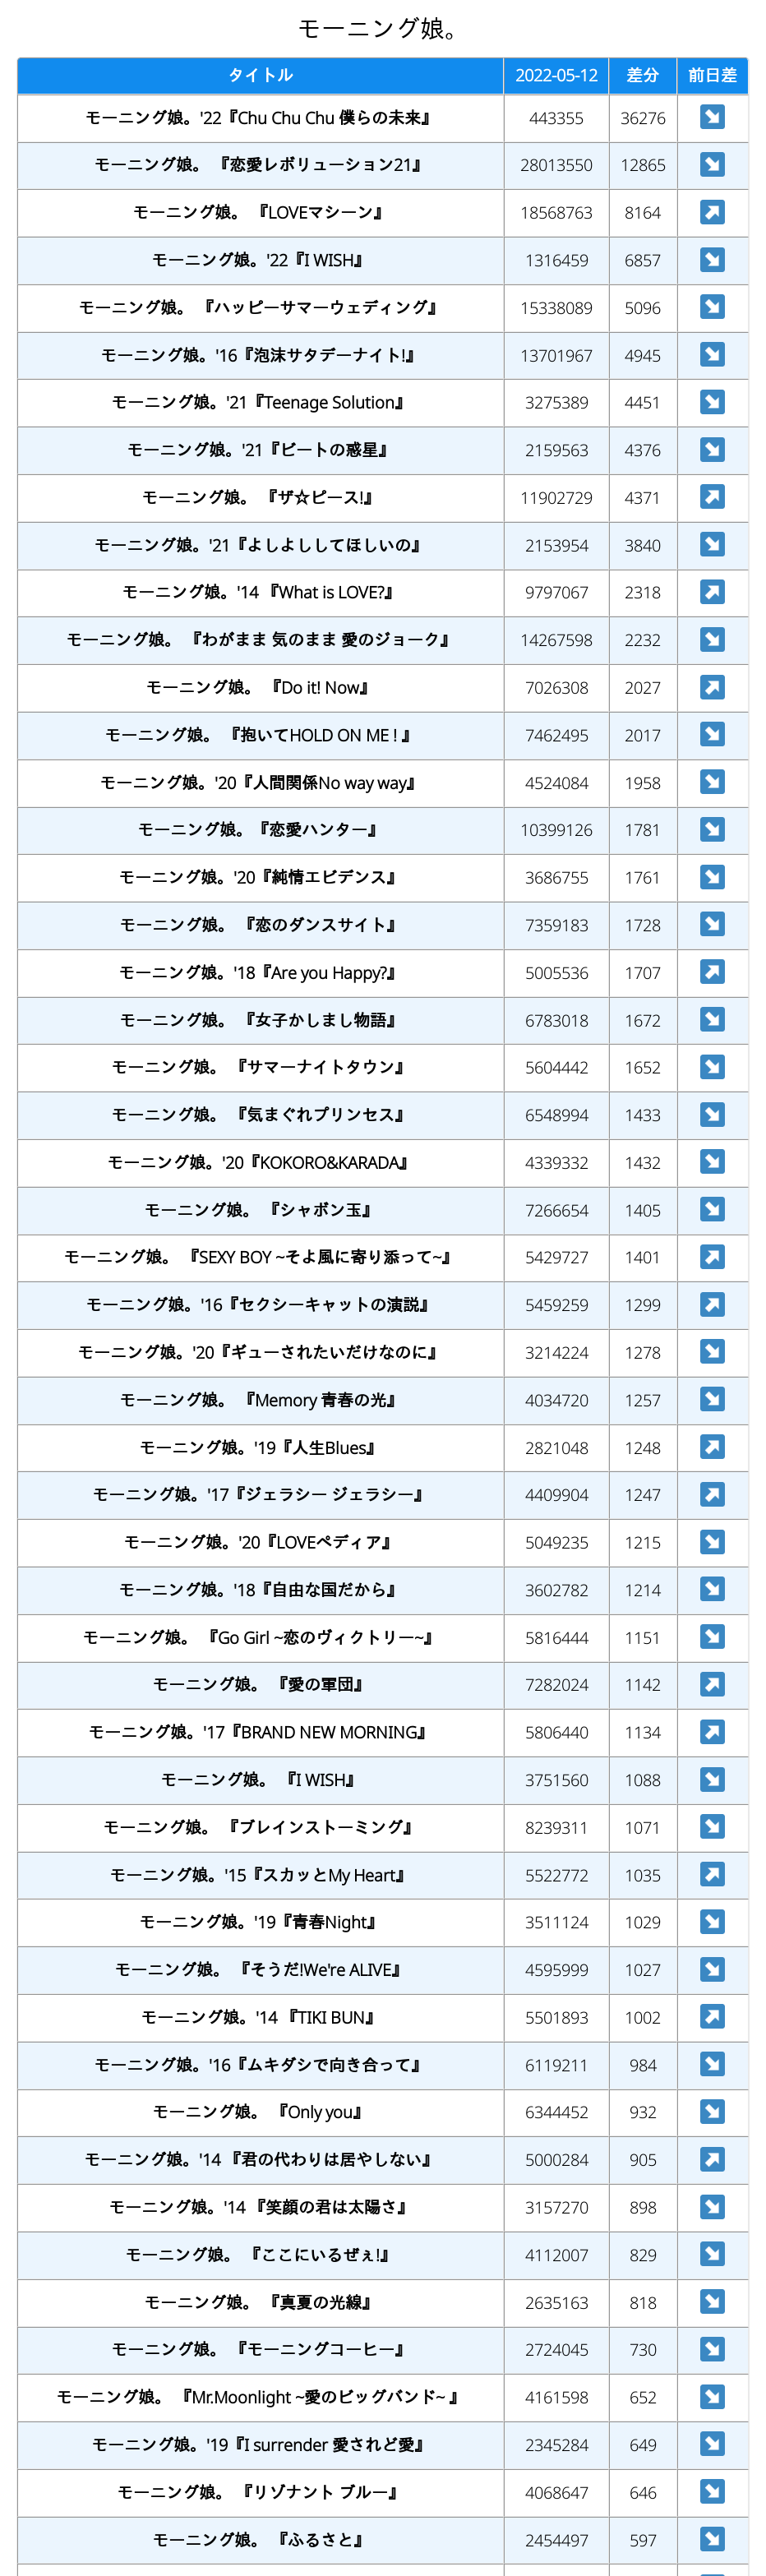 モーニング娘。
タイトル 2022-05-12 差分 前日差
モーニング娘。'22『Chu Chu Chu 僕らの未来』 443355 36276 ↘
モーニング娘。 『恋愛レボリューション21』 28013550 12865 ↘
モーニング娘。 『LOVEマシーン』 18568763 8164 ↗
モーニング娘。'22『I WISH』 1316459 6857 ↘
モーニング娘。 『ハッピーサマーウェディング』 15338089 5096 ↘
モーニング娘。'16『泡沫サタデーナイト!』 13701967 4945 ↘
モーニング娘。'21『Teenage Solution』 3275389 4451 ↘
モーニング娘。'21『ビートの惑星』 2159563 4376 ↘
モーニング娘。 『ザ☆ピース!』 11902729 4371 ↗
モーニング娘。'21『よしよししてほしいの』 2153954 3840 ↘
モーニング娘。'14 『What is LOVE?』 9797067 2318 ↗
モーニング娘。 『わがまま 気のまま 愛のジョーク』 14267598 2232 ↘
モーニング娘。 『Do it! Now』 7026308 2027 ↗
モーニング娘。 『抱いてHOLD ON ME ! 』 7462495 2017 ↘
モーニング娘。'20『人間関係No way way』 4524084 1958 ↘
モーニング娘。『恋愛ハンター』 10399126 1781 ↘
モーニング娘。'20『純情エビデンス』 3686755 1761 ↘
モーニング娘。 『恋のダンスサイト』 7359183 1728 ↘
モーニング娘。'18『Are you Happy?』 5005536 1707 ↗
モーニング娘。 『女子かしまし物語』 6783018 1672 ↘
モーニング娘。 『サマーナイトタウン』 5604442 1652 ↘
モーニング娘。 『気まぐれプリンセス』 6548994 1433 ↘
モーニング娘。'20『KOKORO&KARADA』 4339332 1432 ↘
モーニング娘。 『シャボン玉』 7266654 1405 ↘
モーニング娘。 『SEXY BOY ~そよ風に寄り添って~』 5429727 1401 ↗
モーニング娘。'16『セクシーキャットの演説』 5459259 1299 ↗
モーニング娘。'20『ギューされたいだけなのに』 3214224 1278 ↘
モーニング娘。 『Memory 青春の光』 4034720 1257 ↘
モーニング娘。'19『人生Blues』 2821048 1248 ↗
モーニング娘。'17『ジェラシー ジェラシー』 4409904 1247 ↗
モーニング娘。'20『LOVEペディア』 5049235 1215 ↘
モーニング娘。'18『自由な国だから』 3602782 1214 ↘
モーニング娘。 『Go Girl ~恋のヴィクトリー~』 5816444 1151 ↘
モーニング娘。 『愛の軍団』 7282024 1142 ↗
モーニング娘。'17『BRAND NEW MORNING』 5806440 1134 ↗
モーニング娘。 『I WISH』 3751560 1088 ↘
モーニング娘。 『ブレインストーミング』 8239311 1071 ↘
モーニング娘。'15『スカッとMy Heart』 5522772 1035 ↗
モーニング娘。'19『青春Night』 3511124 1029 ↘
モーニング娘。 『そうだ!We're ALIVE』 4595999 1027 ↘
モーニング娘。'14 『TIKI BUN』 5501893 1002 ↗
モーニング娘。'16『ムキダシで向き合って』 6119211 984 ↘
モーニング娘。 『Only you』 6344452 932 ↘
モーニング娘。'14 『君の代わりは居やしない』 5000284 905 ↗
モーニング娘。'14 『笑顔の君は太陽さ』 3157270 898 ↘
モーニング娘。 『ここにいるぜぇ!』 4112007 829 ↘
モーニング娘。 『真夏の光線』 2635163 818 ↘
モーニング娘。 『モーニングコーヒー』 2724045 730 ↘
モーニング娘。 『Mr.Moonlight ~愛のビッグバンド~ 』 4161598 652 ↘
モーニング娘。'19『I surrender 愛されど愛』 2345284 649 ↘
モーニング娘。 『リゾナント ブルー』 4068647 646 ↘
モーニング娘。 『ふるさと』 2454497 597 ↘